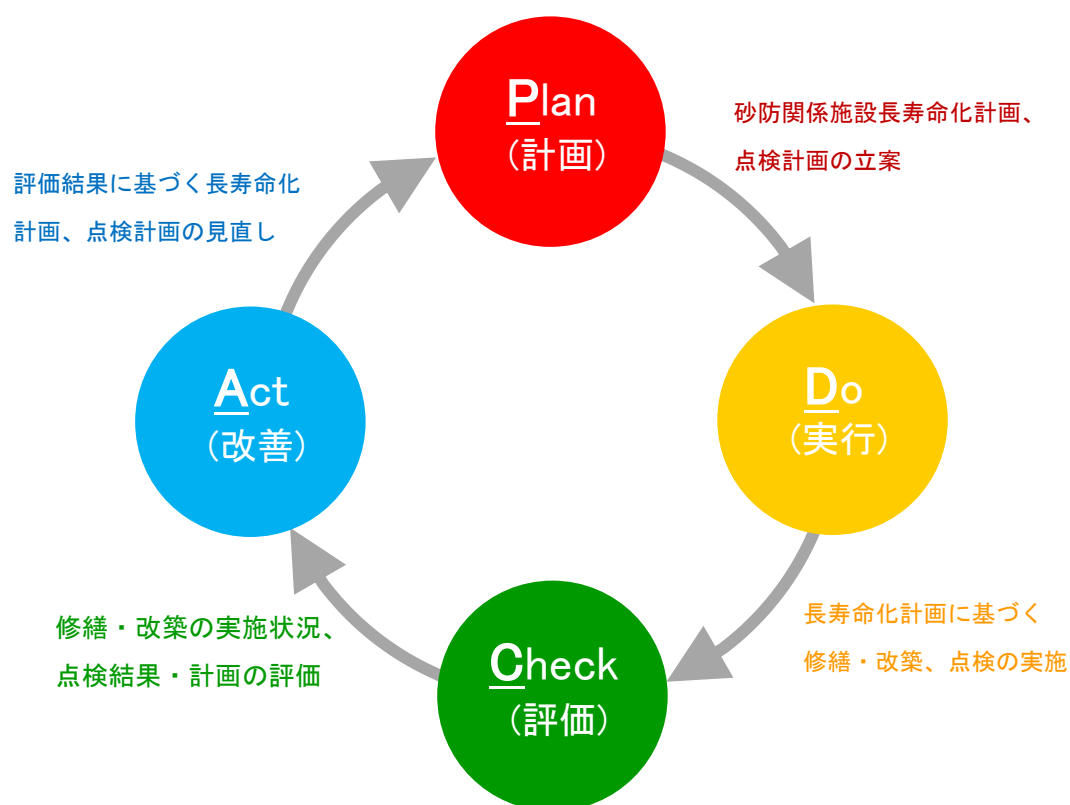 Plan
(計画)
砂防関係施設長寿命化計画、
点検計画の立案
Do
(実行)
長寿命化計画に基づく
修繕・改築、点検の実施
Check
(評価)
修繕・改築の実施状況、
点検結果・計画の評価
Act
(改善)
評価結果に基づく長寿命化
計画、点検計画の見直し